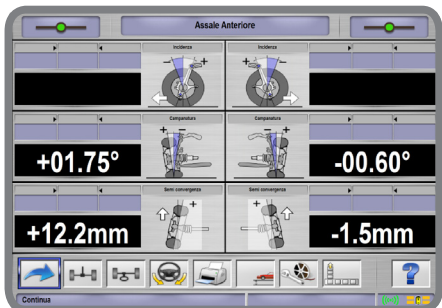 Assale Anteriore
Incidenza
Incidenza
Campanatura
Campanatura
+01.75°
-00.60°
Semi convergenza
Semi convergenza
+12.2mm
-1.5mm
Continua